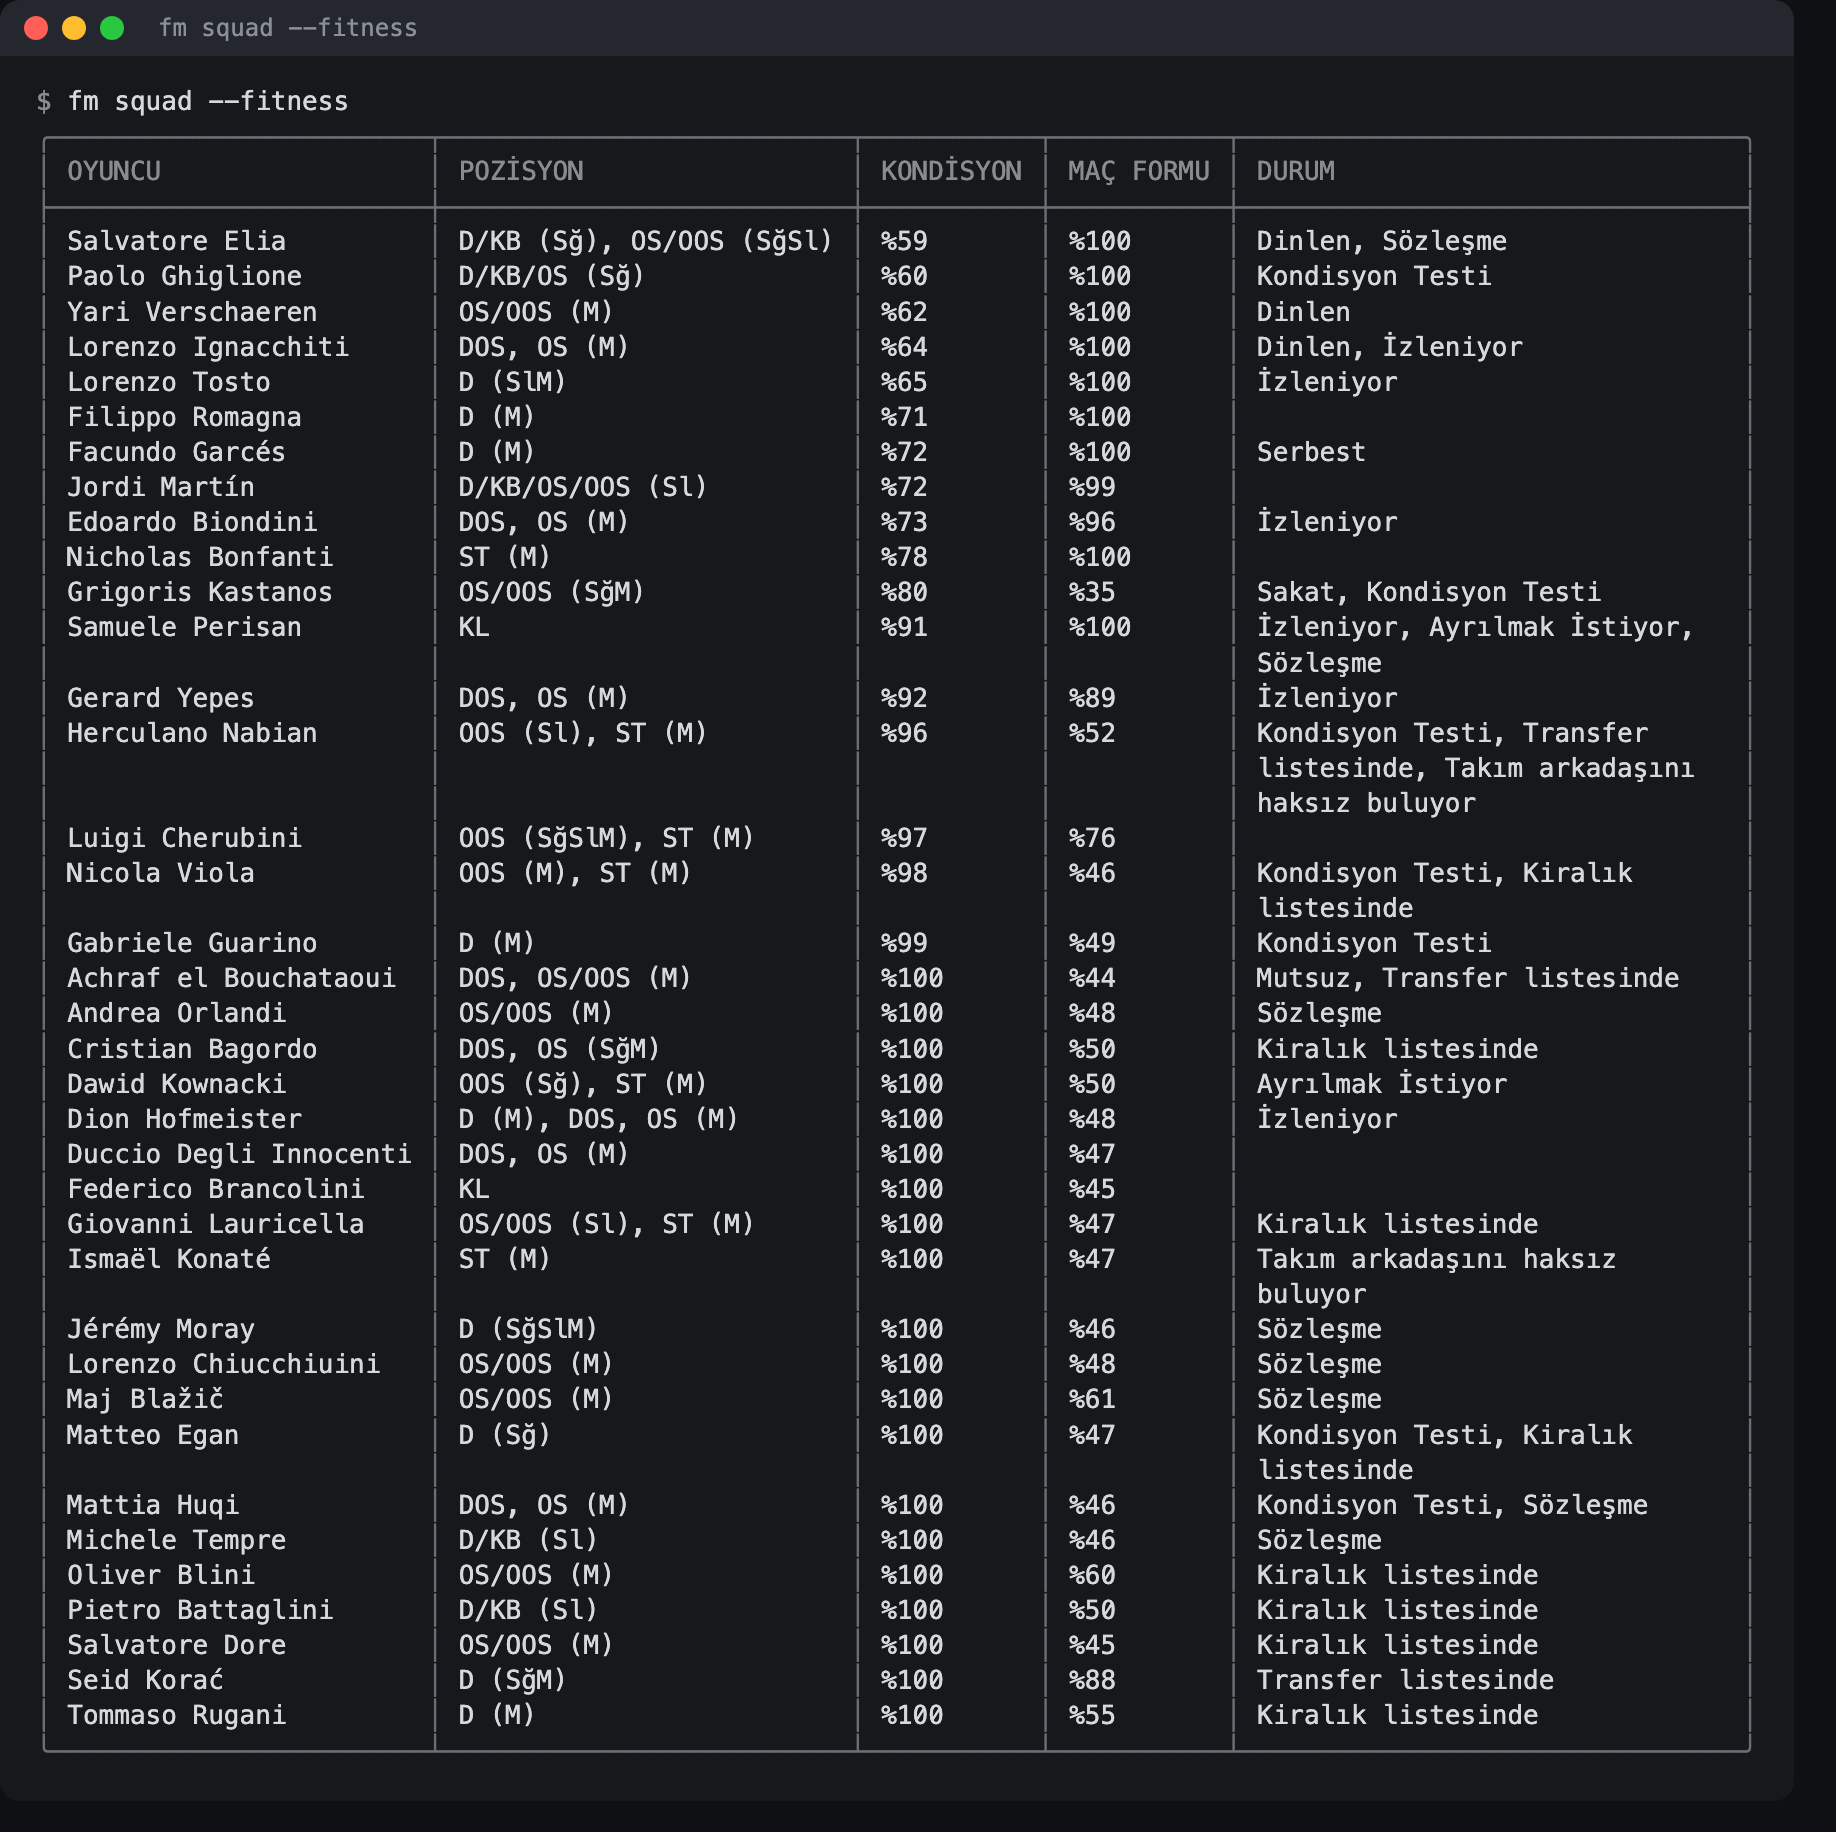 fm squad --fitness
$ fm squad --fitness
OYUNCU POZİSYON KONDİSYON MAÇ FORMU DURUM
Salvatore Elia D/KB (Sğ), OS/OOS (SğSl) %59 %100 Dinlen, Sözleşme
Paolo Ghiglione D/KB/OS (Sğ) %60 %100 Kondisyon Testi
Yari Verschaeren OS/OOS (M) %62 %100 Dinlen
Lorenzo Ignacchiti DOS, OS (M) %64 %100 Dinlen, İzleniyor
Lorenzo Tosto D (SlM) %65 %100 İzleniyor
Filippo Romagna D (M) %71 %100
Facundo Garcés D (M) %72 %100 Serbest
Jordi Martín D/KB/OS/OOS (Sl) %72 %99
Edoardo Biondini DOS, OS (M) %73 %96 İzleniyor
Nicholas Bonfanti ST (M) %78 %100
Grigoris Kastanos OS/OOS (SğM) %80 %35 Sakat, Kondisyon Testi
Samuele Perisan KL %91 %100 İzleniyor, Ayrılmak İstiyor,
Sözleşme
Gerard Yepes DOS, OS (M) %92 %89 İzleniyor
Herculano Nabian OOS (Sl), ST (M) %96 %52 Kondisyon Testi, Transfer
listesinde, Takım arkadaşını
haksız buluyor
Luigi Cherubini OOS (SğSlM), ST (M) %97 %76
Nicola Viola OOS (M), ST (M) %98 %46 Kondisyon Testi, Kiralık
listesinde
Gabriele Guarino D (M) %99 %49 Kondisyon Testi
Achraf el Bouchataoui DOS, OS/OOS (M) %100 %44 Mutsuz, Transfer listesinde
Andrea Orlandi OS/OOS (M) %100 %48 Sözleşme
Cristian Bagordo DOS, OS (SğM) %100 %50 Kiralık listesinde
Dawid Kownacki OOS (Sğ), ST (M) %100 %50 Ayrılmak İstiyor
Dion Hofmeister D (M), DOS, OS (M) %100 %48 İzleniyor
Duccio Degli Innocenti DOS, OS (M) %100 %47
Federico Brancolini KL %100 %45
Giovanni Lauricella OS/OOS (Sl), ST (M) %100 %47 Kiralık listesinde
Ismaël Konaté ST (M) %100 %47 Takım arkadaşını haksız
buluyor
Jérémy Moray D (SğSlM) %100 %46 Sözleşme
Lorenzo Chiucchiuini OS/OOS (M) %100 %48 Sözleşme
Maj Blažič OS/OOS (M) %100 %61 Sözleşme
Matteo Egan D (Sğ) %100 %47 Kondisyon Testi, Kiralık
listesinde
Mattia Huqi DOS, OS (M) %100 %46 Kondisyon Testi, Sözleşme
Michele Tempre D/KB (Sl) %100 %46 Sözleşme
Oliver Blini OS/OOS (M) %100 %60 Kiralık listesinde
Pietro Battaglini D/KB (Sl) %100 %50 Kiralık listesinde
Salvatore Dore OS/OOS (M) %100 %45 Kiralık listesinde
Seid Korać D (SğM) %100 %88 Transfer listesinde
Tommaso Rugani D (M) %100 %55 Kiralık listesinde